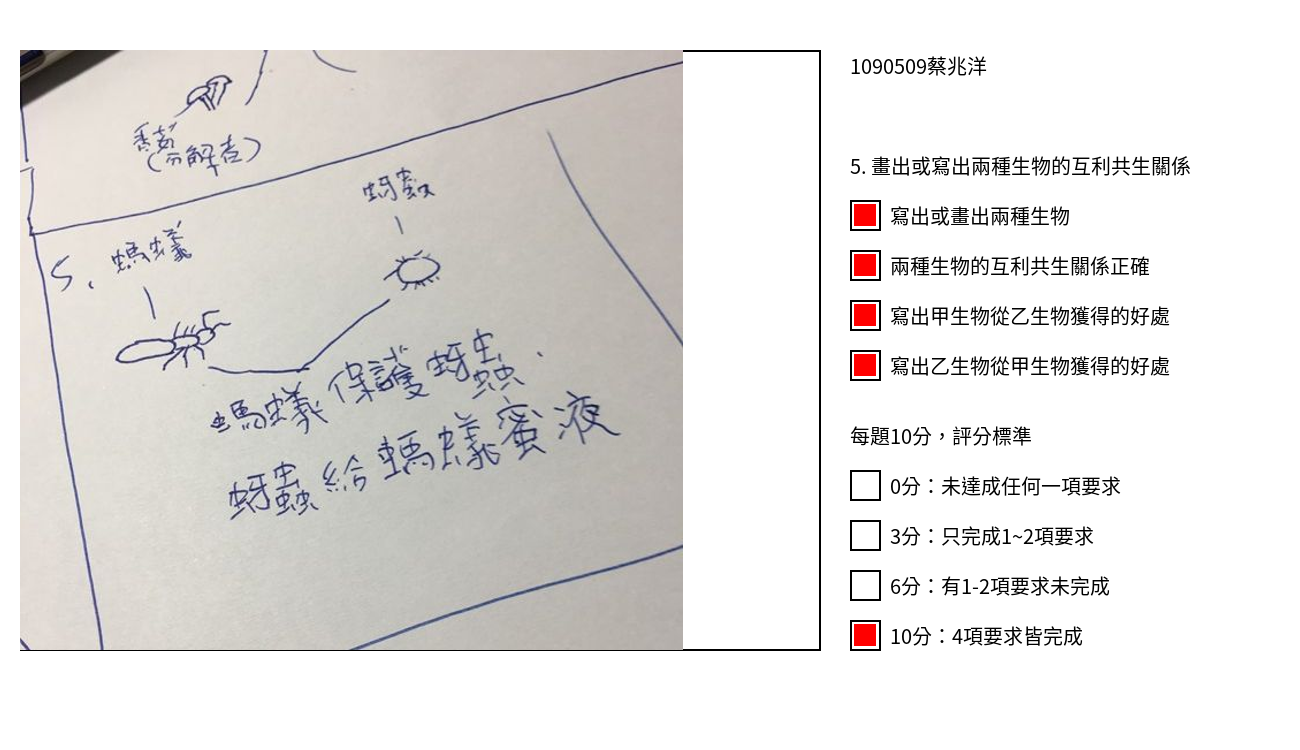 香菇
(分解者)
蚜蟲
5. 螞蟻
螞蟻保護蚜蟲.
蚜蟲給螞蟻蜜液
1090509蔡兆洋
5. 畫出或寫出兩種生物的互利共生關係
寫出或畫出兩種生物
兩種生物的互利共生關係正確
寫出甲生物從乙生物獲得的好處
寫出乙生物從甲生物獲得的好處
每題10分，評分標準
0分：未達成任何一項要求
3分：只完成1~2項要求
6分：有1-2項要求未完成
10分：4項要求皆完成